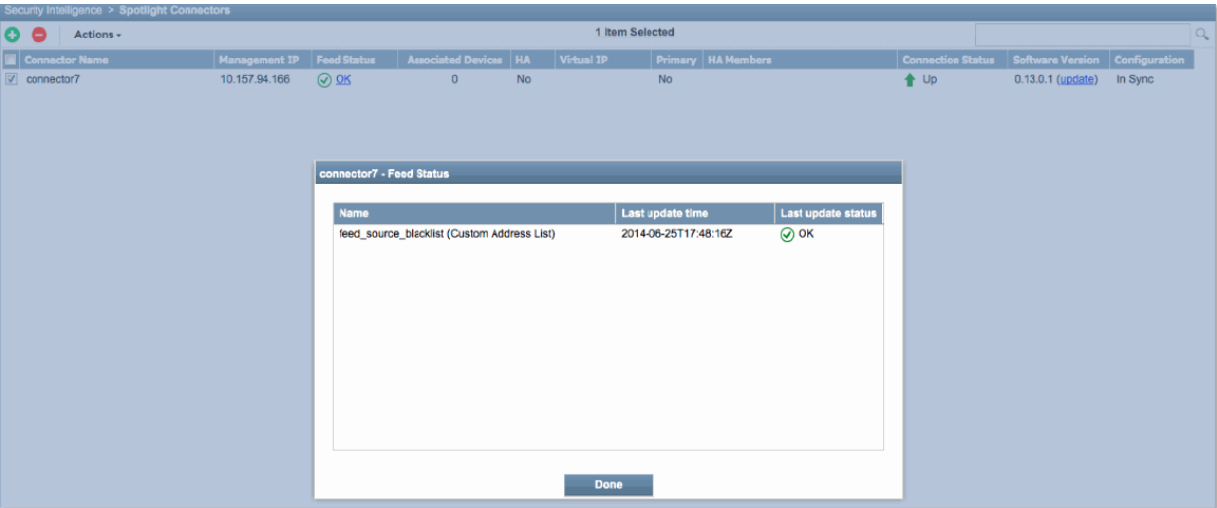 Security Intelligence > Spotlight Connectors
Actions
1 Item Selected
Connector Name Management IP Feed Status Associated Devices HA Virtual IP Primary HA Members Connection Status Software Version Configuration
connector7 10.157.94.166 OK 0 No No Up 0.13.0.1 (update) In Sync
connector7 - Feed Status
Name Last update time Last update status
feed_source_blacklist (Custom Address List) 2014-06-25T17:48:16Z OK
Done